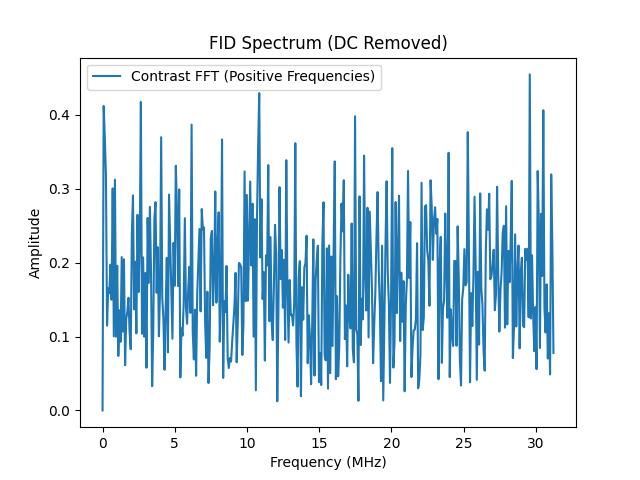 FID Spectrum (DC Removed)
Contrast FFT (Positive Frequencies)
Amplitude
0.4
0.3
0.2
0.1
0.0
0 5 10 15 20 25 30
Frequency (MHz)